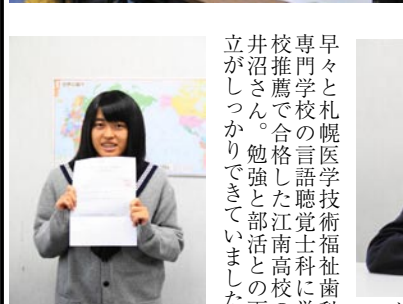 早々と札幌医学技術福祉歯科
専門学校の言語聴覚士科に学
校推薦で合格した江南高校の
井沼さん。勉強と部活との両
立がしっかりできていました